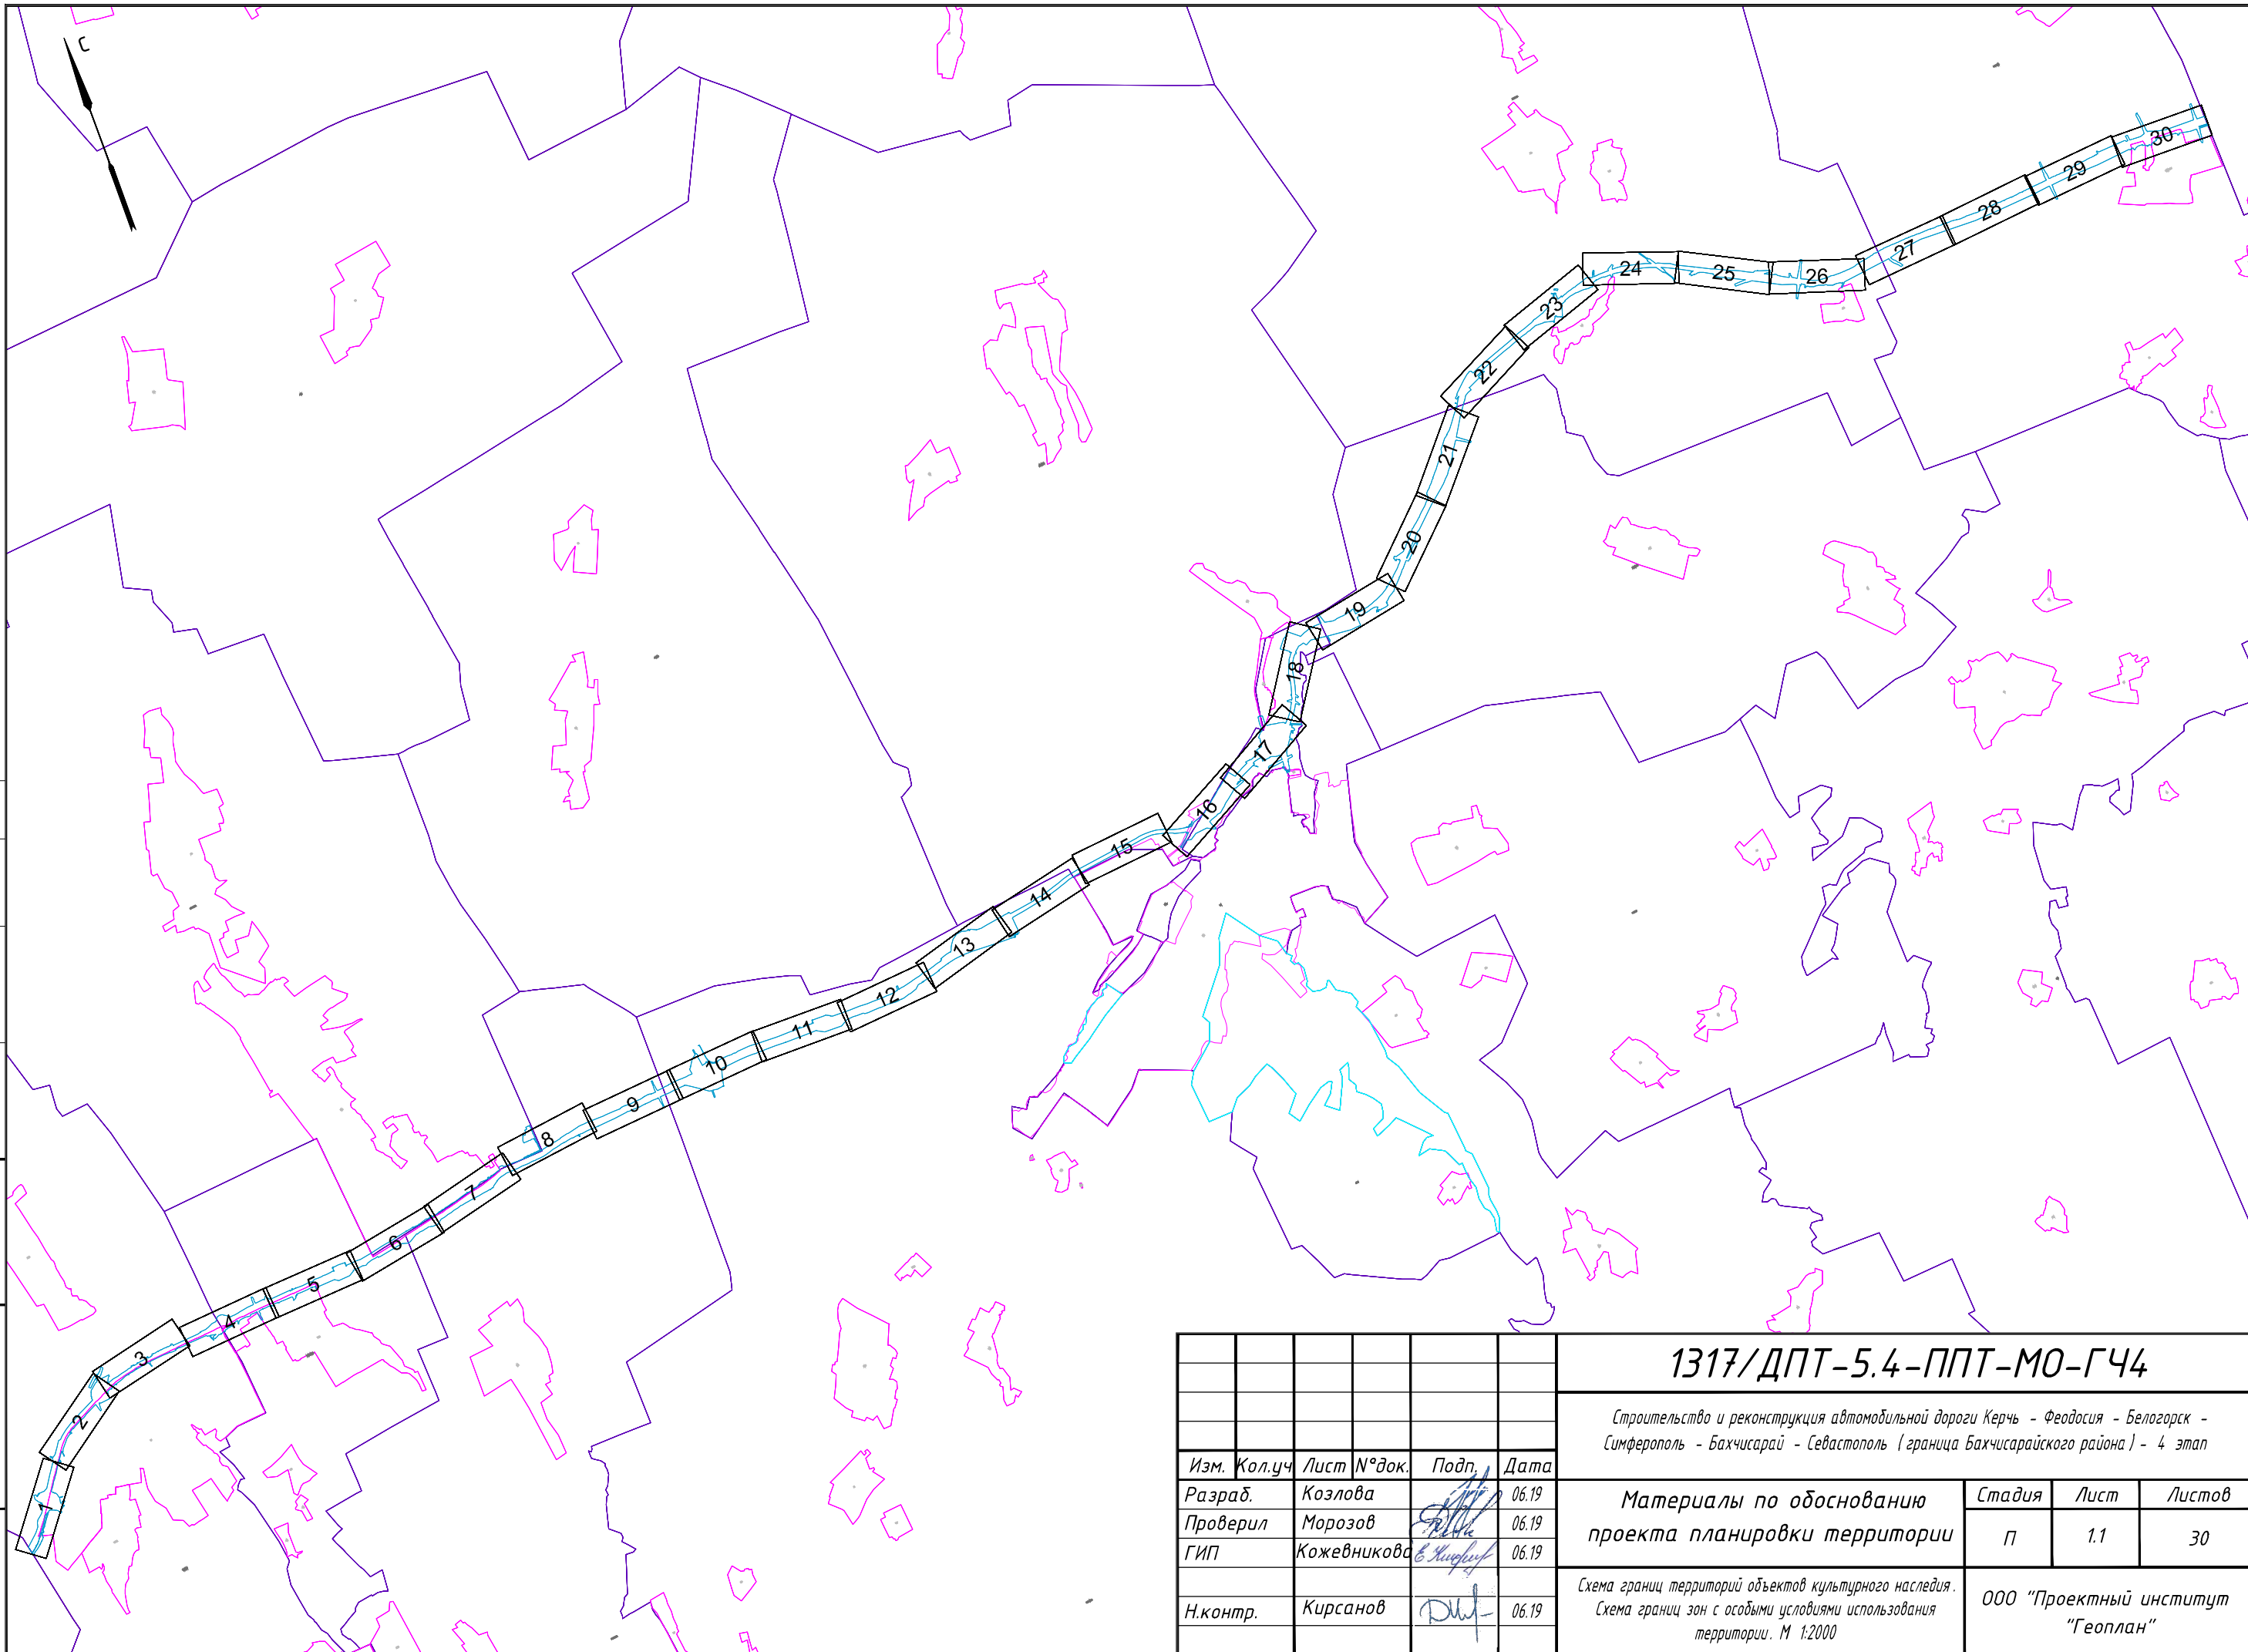 С
30
29
28
27
26
25
24
23
22
21
20
19
18
17
16
15
14
13
12
11
10
9
8
7
6
5
4
3
2
1
1317/ДПТ-5.4-ППТ-МО-ГЧ4
Строительство и реконструкция автомобильной дороги Керчь - Феодосия - Белогорск -
Симферополь - Бахчисарай - Севастополь (граница Бахчисарайского района) - 4 этап
Изм. Кол.уч Лист №док. Подп. Дата
Разраб. Козлова 06.19
Проверил Морозов 06.19
ГИП Кожевникова 06.19
Н.контр. Кирсанов 06.19
Материалы по обоснованию
проекта планировки территории
Стадия Лист Листов
П 1.1 30
Схема границ территорий объектов культурного наследия.
Схема границ зон с особыми условиями использования
территории. М 1:2000
ООО "Проектный институт
"Геоплан"